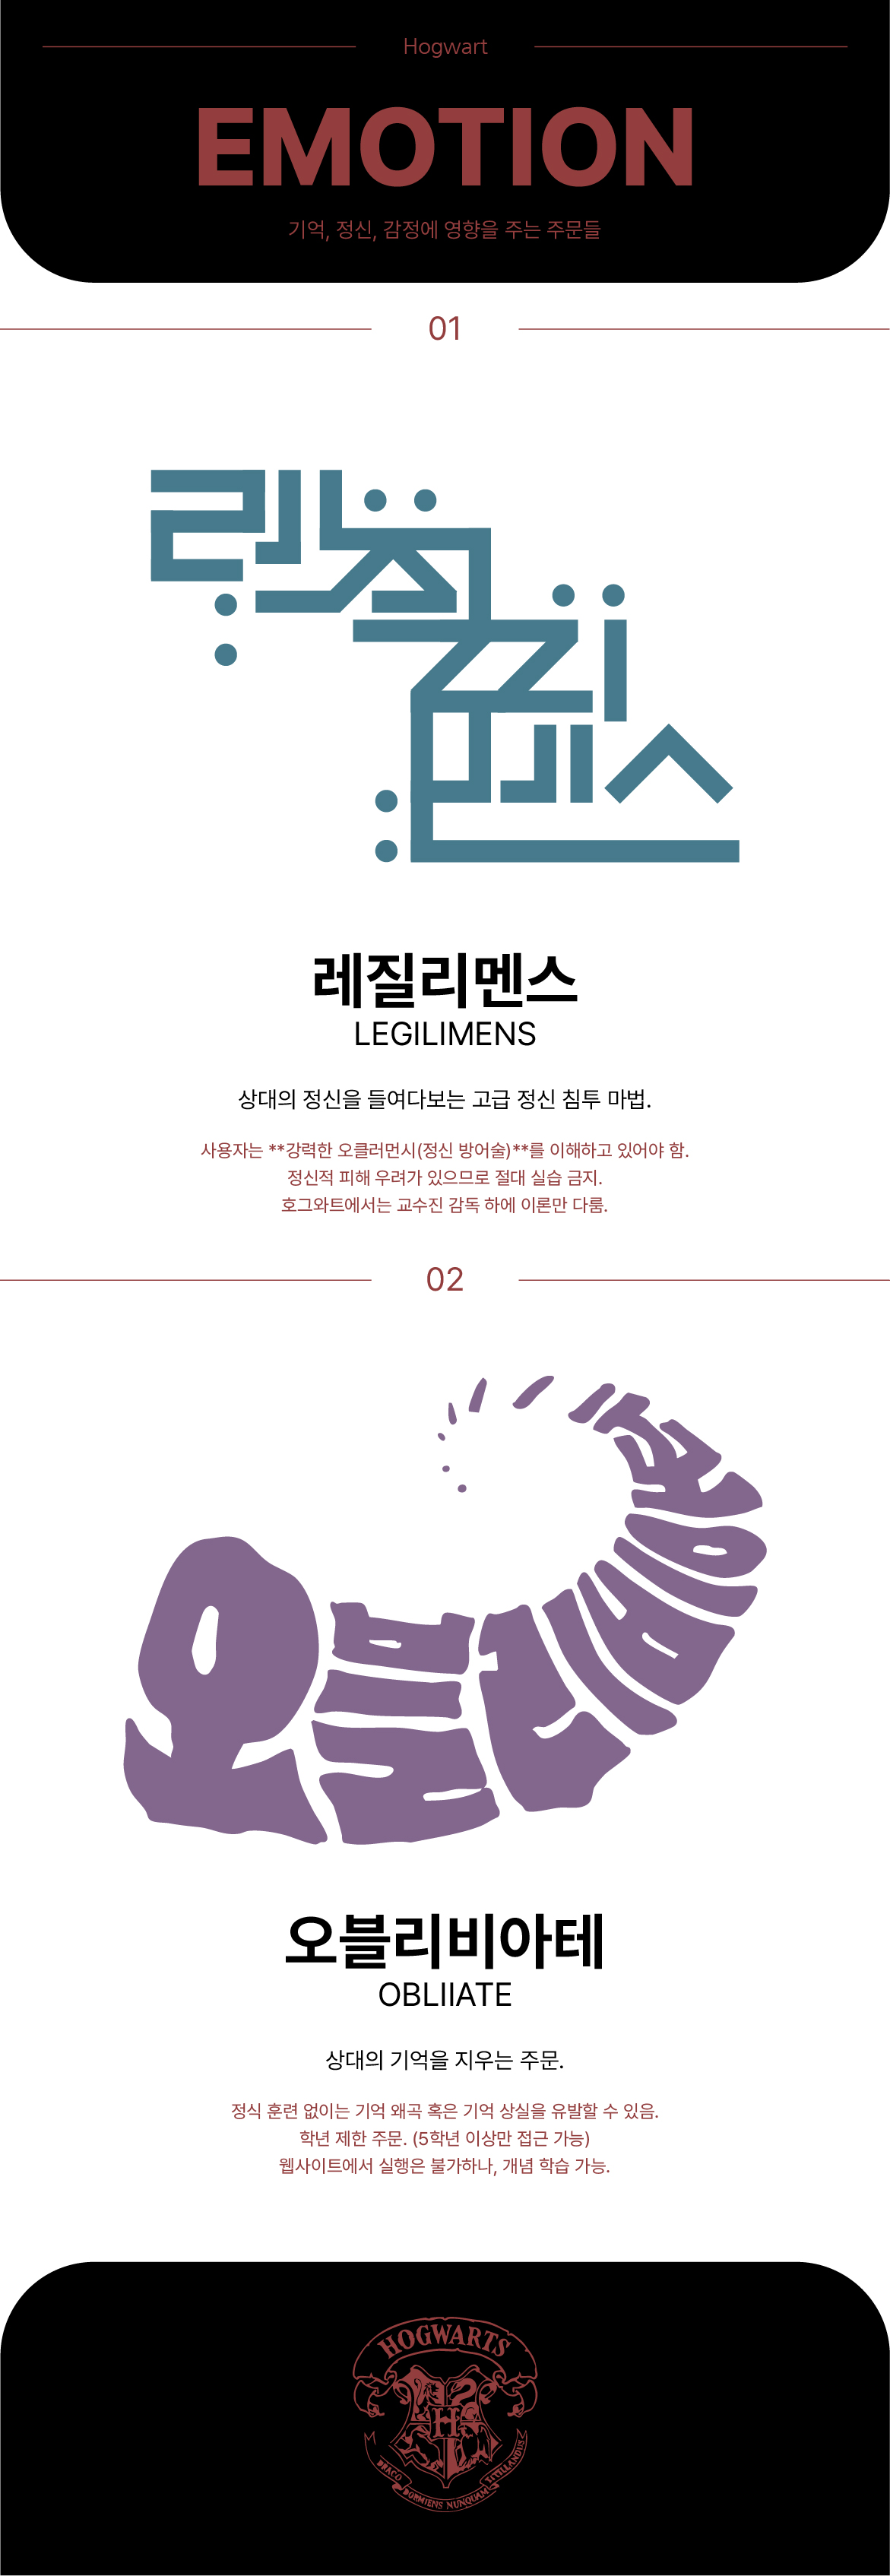 Hogwart
EMOTION
기억, 정신, 감정에 영향을 주는 주문들
01
레질리멘스
레질리멘스
LEGILIMENS
상대의 정신을 들여다보는 고급 정신 침투 마법.
사용자는 **강력한 오클러먼시(정신 방어술)**를 이해하고 있어야 함.
정신적 피해 우려가 있으므로 절대 실습 금지.
호그와트에서는 교수진 감독 하에 이론만 다룸.
02
오블리비아테
오블리비아테
OBLIIATE
상대의 기억을 지우는 주문.
정식 훈련 없이는 기억 왜곡 혹은 기억 상실을 유발할 수 있음.
학년 제한 주문. (5학년 이상만 접근 가능)
웹사이트에서 실행은 불가하나, 개념 학습 가능.
HOGWARTS
H
DRACO DORMIENS NUNQUAM TITILLANDUS